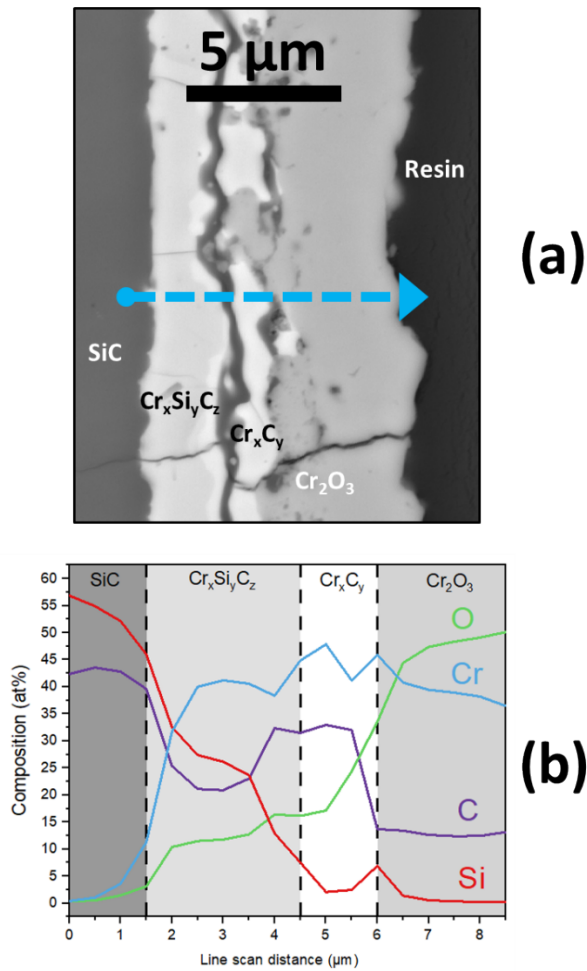 5 µm
Resin
(a)
SiC
CrxSiyCz
CrxCy
Cr2O3
(b)
SiC CrxSiyCz CrxCy Cr2O3
60
55
50
45
40
35
30
25
20
15
10
5
0
Composition (at%)
O
Cr
C
Si
0 1 2 3 4 5 6 7 8
Line scan distance (µm)